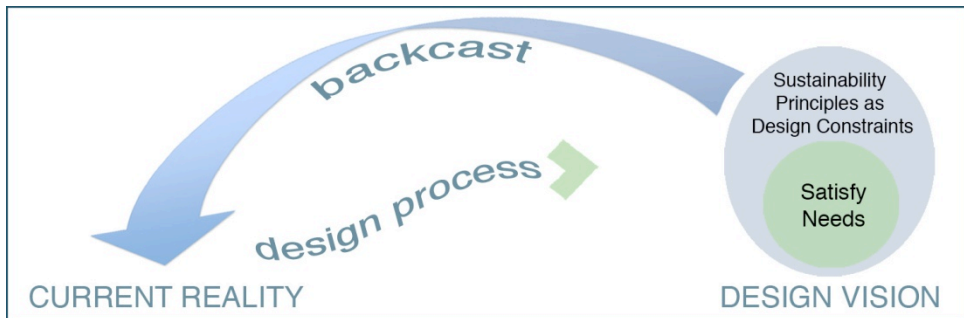 backcast
Sustainability
Principles as
Design Constraints
design process
Satisfy
Needs
CURRENT REALITY
DESIGN VISION